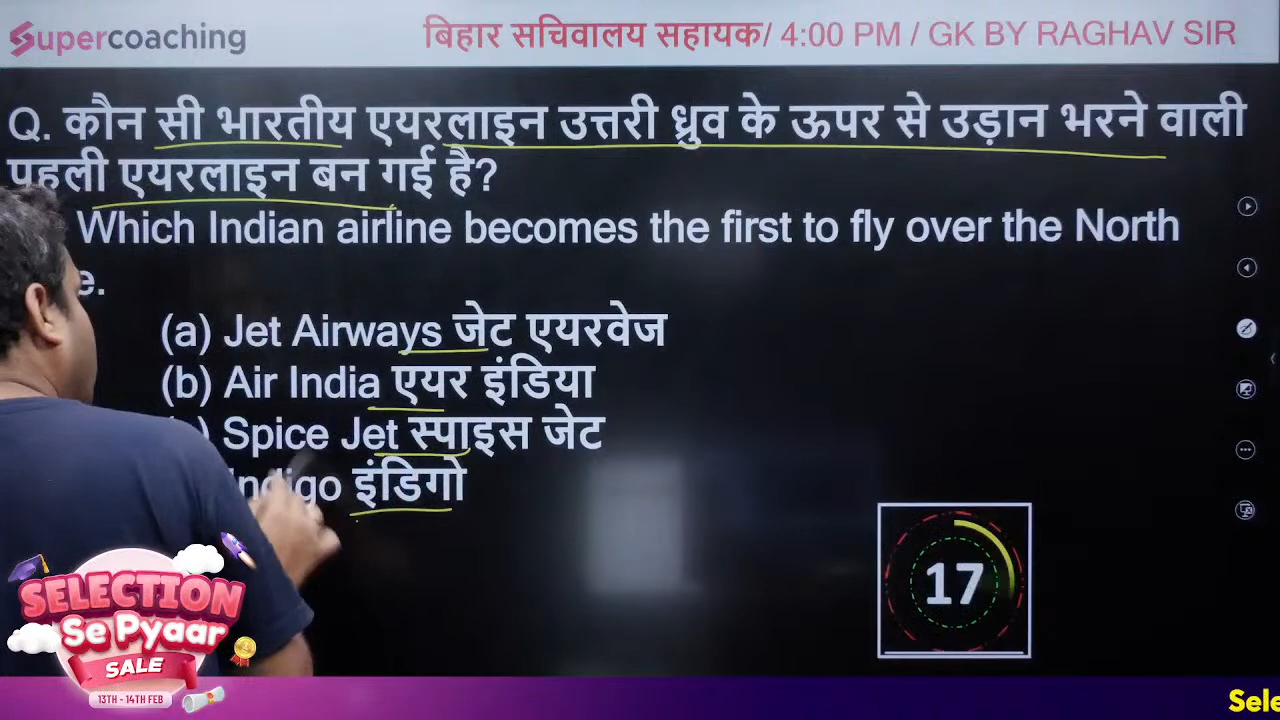 Supercoaching
बिहार सचिवालय सहायक/ 4:00 PM / GK BY RAGHAV SIR
Q. कौन सी भारतीय एयरलाइन उत्तरी ध्रुव के ऊपर से उड़ान भरने वाली
पहली एयरलाइन बन गई है?
Which Indian airline becomes the first to fly over the North
e.
(a) Jet Airways जेट एयरवेज
(b) Air India एयर इंडिया
) Spice Jet स्पाइस जेट
Indigo इंडिगो
17
SELECTION
Se Pyaar
SALE
13TH - 14TH FEB
Sele